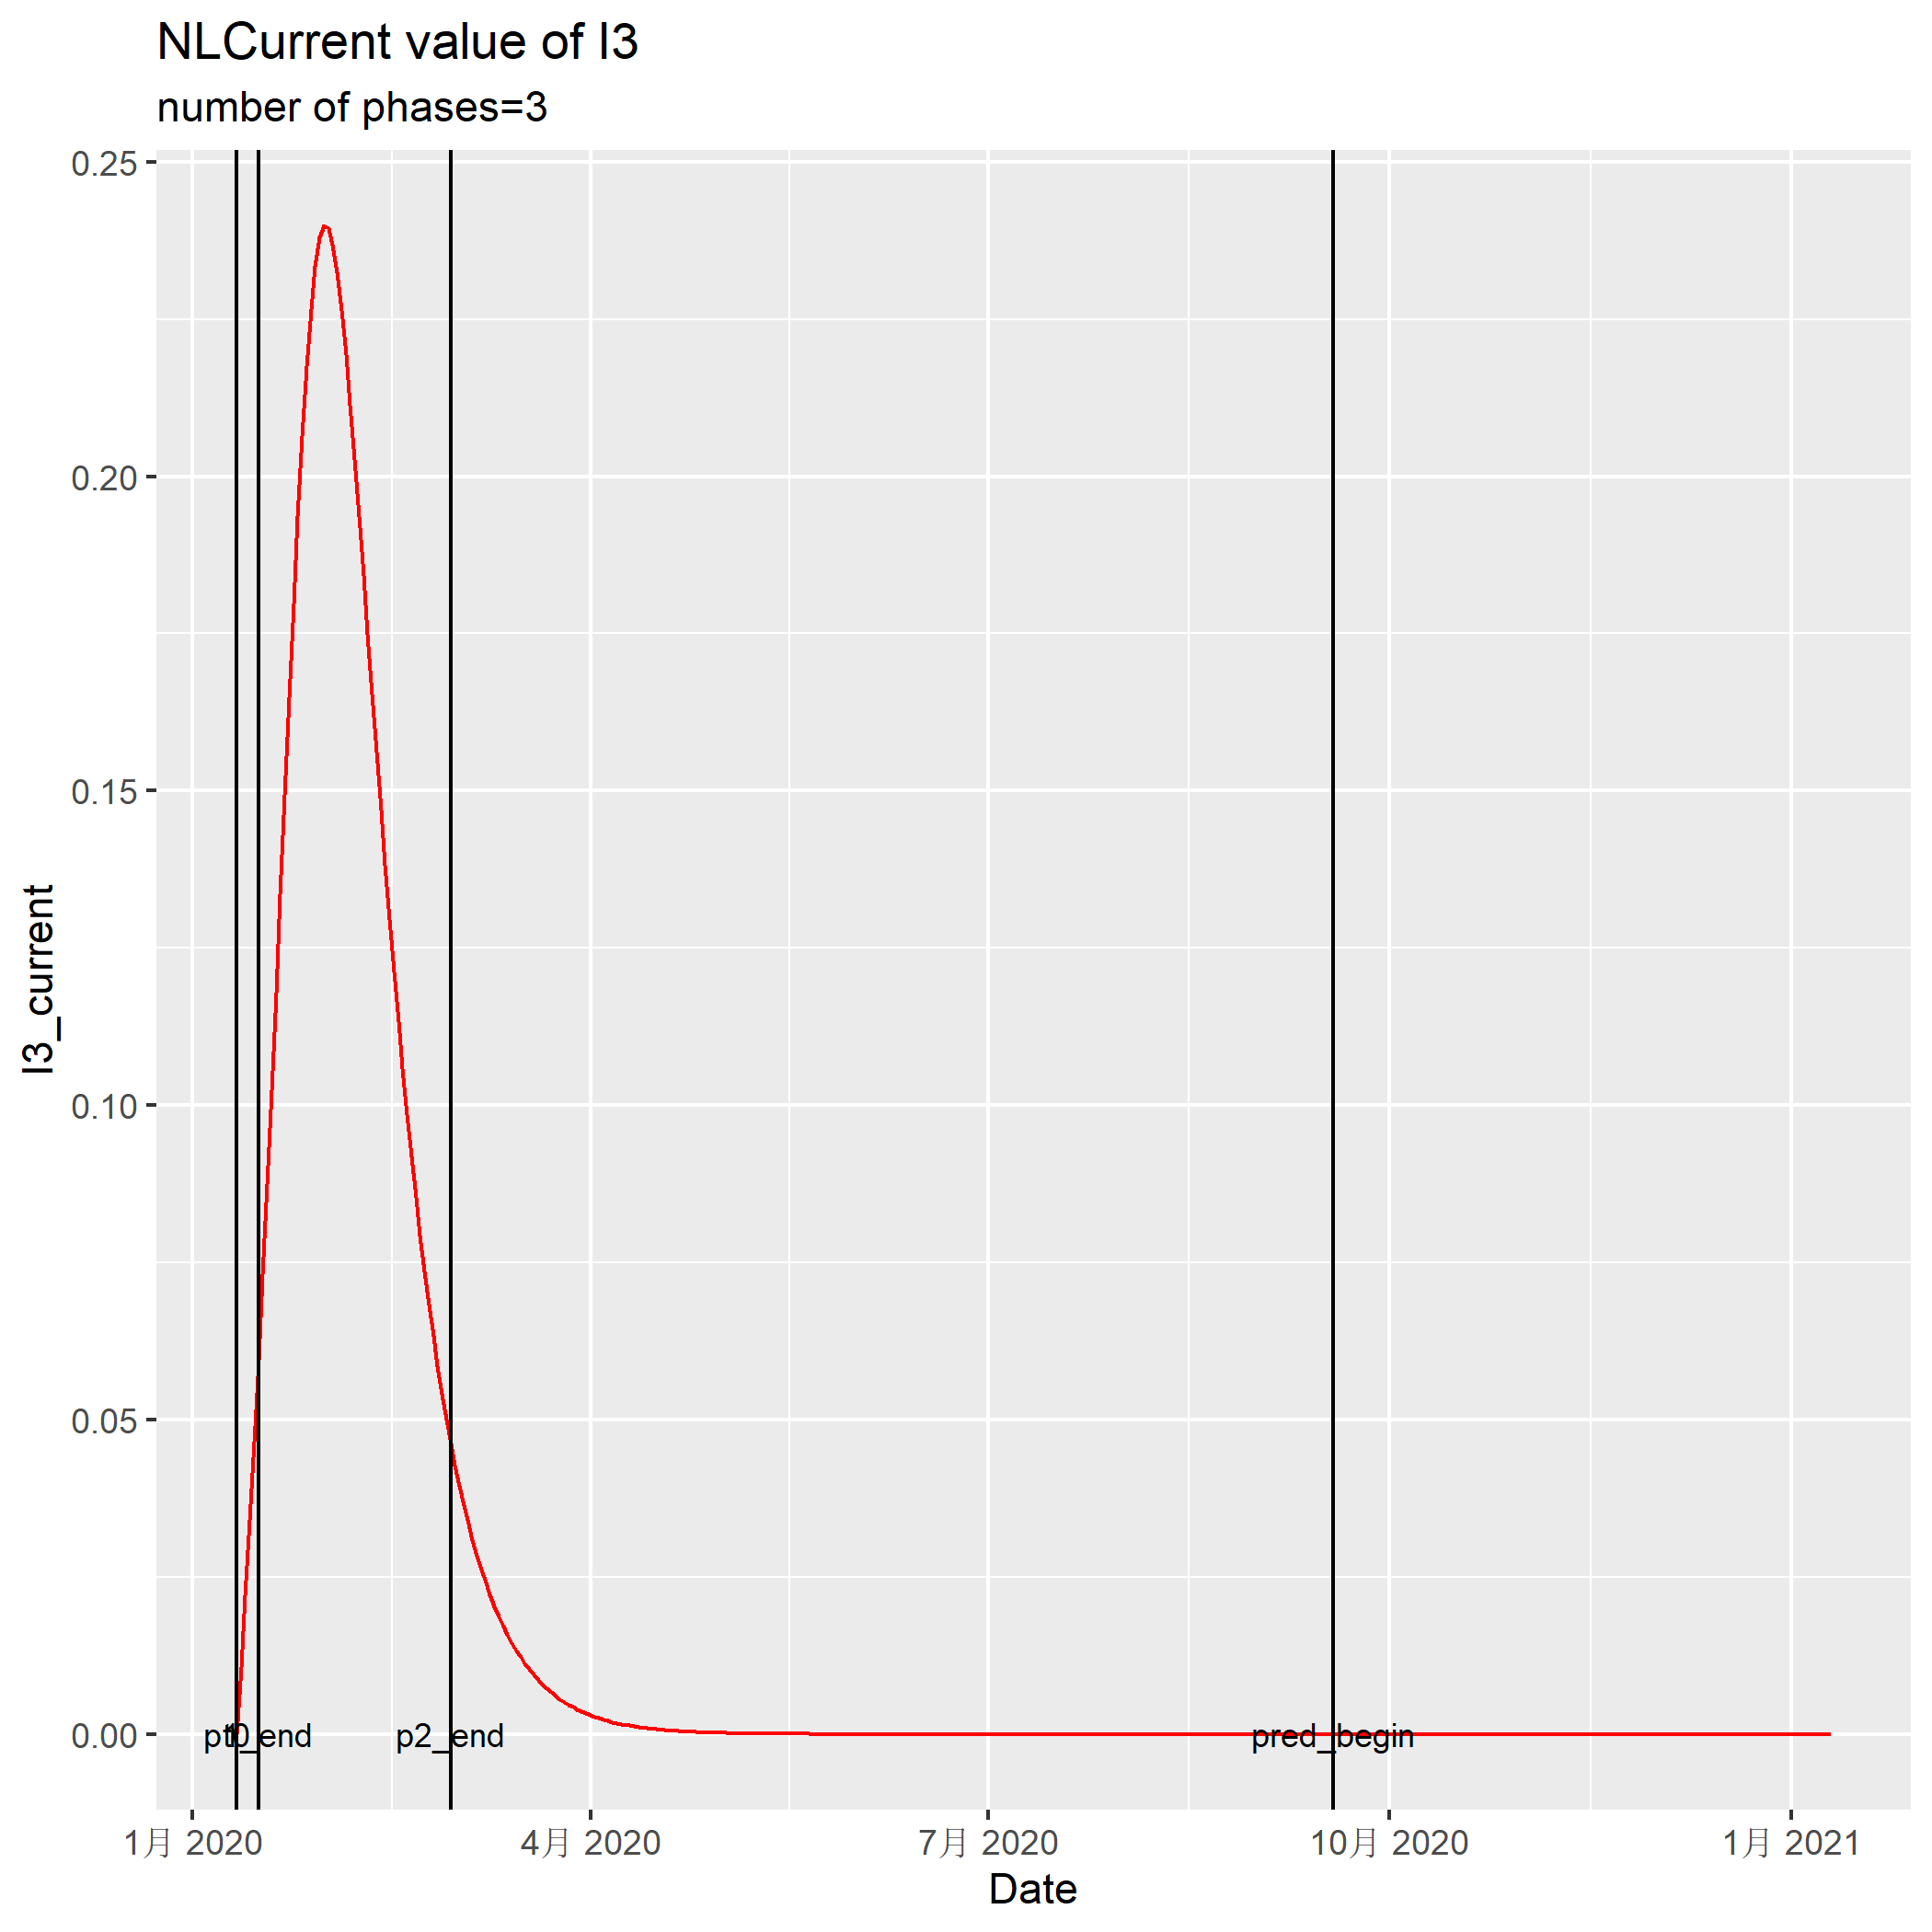 NLCurrent value of I3
number of phases=3
0.25
0.20
0.15
0.10
0.05
0.00
I3_current
p2_end
pred_begin
1月 2020
4月 2020
7月 2020
10月 2020
1月 2021
Date